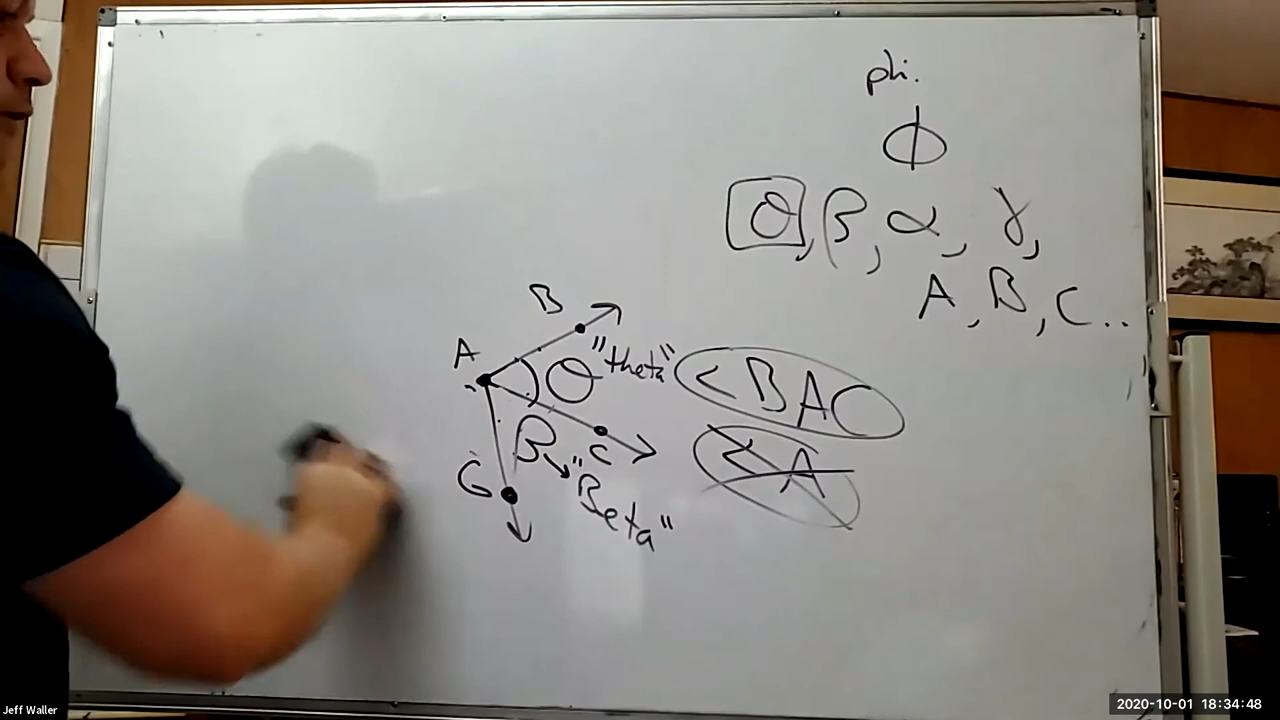 phi.
ϕ
θ, β, α, γ,
A, B, C..
B
A
θ "theta"
<BAC
β
C
"Beta"
<A
G
Jeff Waller
2020-10-01 18:34:48